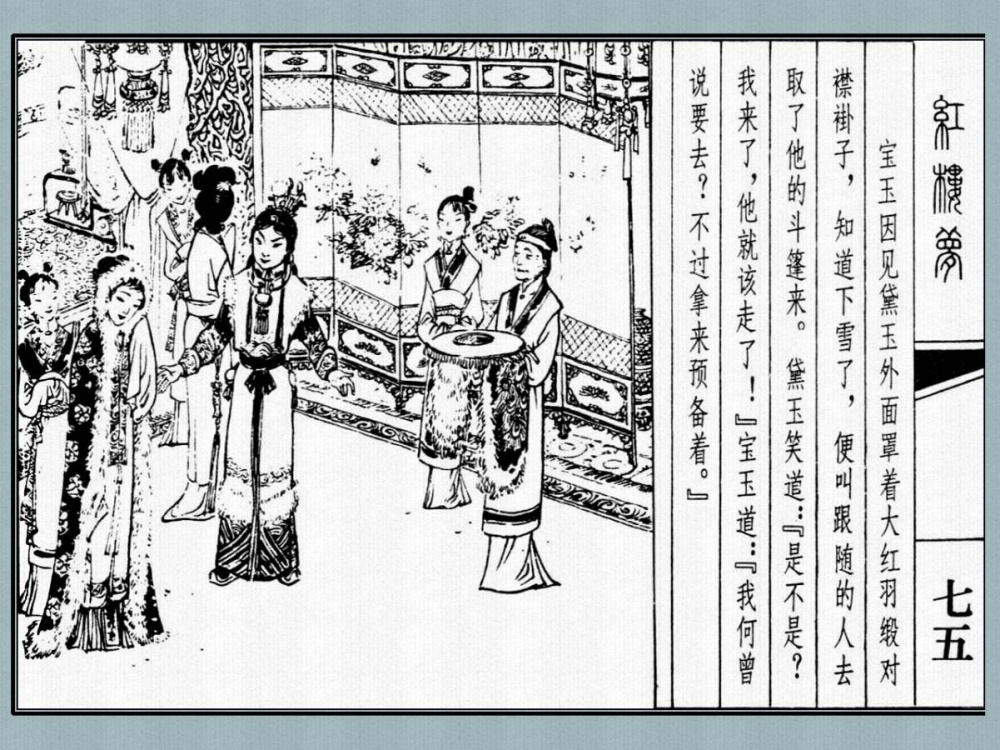 紅樓夢
七五
宝玉因见黛玉外面罩着大红羽缎对
襟褂子，知道下雪了，便叫跟随的人去
取了他的斗篷来。黛玉笑道：『是不是？
我来了，他就该走了！』宝玉道：『我何曾
说要去？不过拿来预备着。』